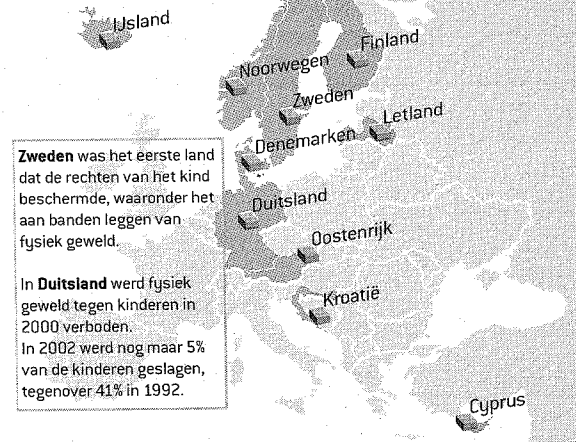 IJsland
Finland
Noorwegen
Zweden
Letland
Denemarken
Zweden was het eerste land
dat de rechten van het kind
beschermde, waaronder het
aan banden leggen van
fysiek geweld.
Duitsland
Oostenrijk
In Duitsland werd fysiek
geweld tegen kinderen in
2000 verboden.
In 2002 werd nog maar 5%
van de kinderen geslagen,
tegenover 41% in 1992.
Kroatië
Cyprus